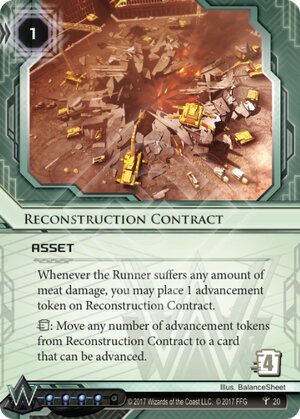 1
RECONSTRUCTION CONTRACT
ASSET
Whenever the Runner suffers any amount of
meat damage, you may place 1 advancement
token on Reconstruction Contract.
: Move any number of advancement tokens
from Reconstruction Contract to a card
that can be advanced.
4
Illus. BalanceSheet
© 2017 Wizards of the Coast LLC. © 2017 FFG 20